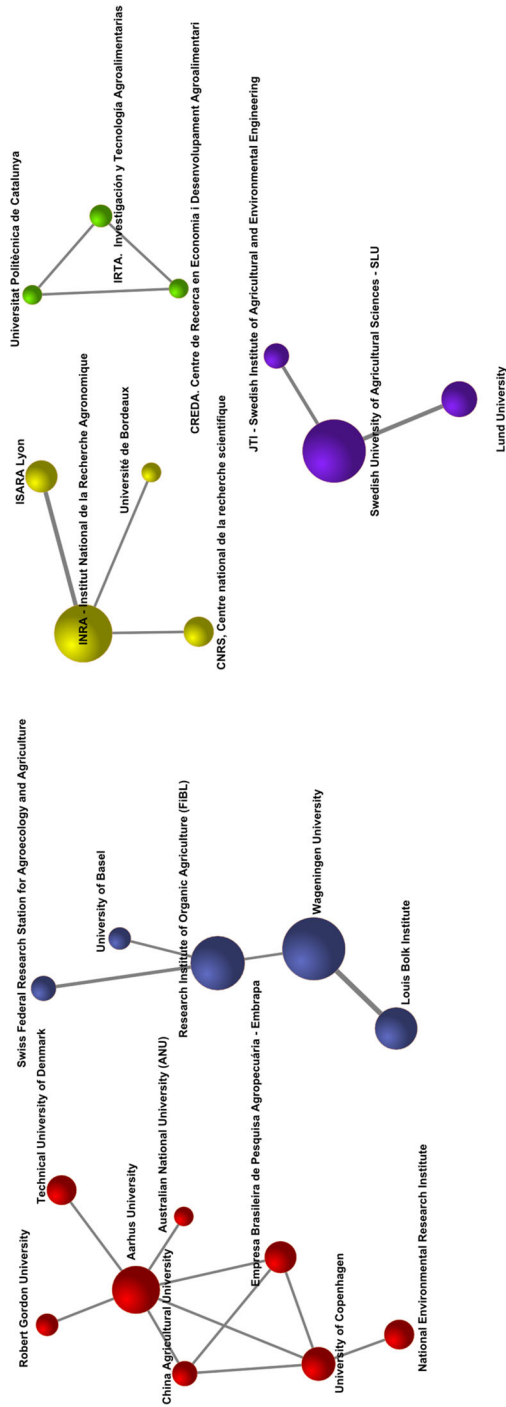 Robert Gordon University
Technical University of Denmark
Aarhus University
Australian National University (ANU)
China Agricultural University
Empresa Brasileira de Pesquisa Agropecuária - Embrapa
University of Copenhagen
National Environmental Research Institute
Swiss Federal Research Station for Agroecology and Agriculture
University of Basel
Research Institute of Organic Agriculture (FiBL)
Wageningen University
Louis Bolk Institute
ISARA Lyon
INRA - Institut National de la Recherche Agronomique
Université de Bordeaux
CNRS, Centre national de la recherche scientifique
Universitat Politècnica de Catalunya
IRTA. Investigación y Tecnología Agroalimentarias
CREDA. Centre de Recerca en Economia i Desenvolupament Agroalimentari
JTI - Swedish Institute of Agricultural and Environmental Engineering
Swedish University of Agricultural Sciences - SLU
Lund University